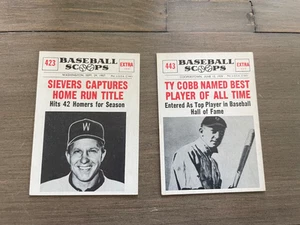 423
BASEBALL
SCOOPS
EXTRA
SIEVERS CAPTURES
HOME RUN TITLE
Hits 42 Homers for Season
W
443
BASEBALL
SCOOPS
EXTRA
TY COBB NAMED BEST
PLAYER OF ALL TIME
Entered As Top Player in Baseball
Hall of Fame